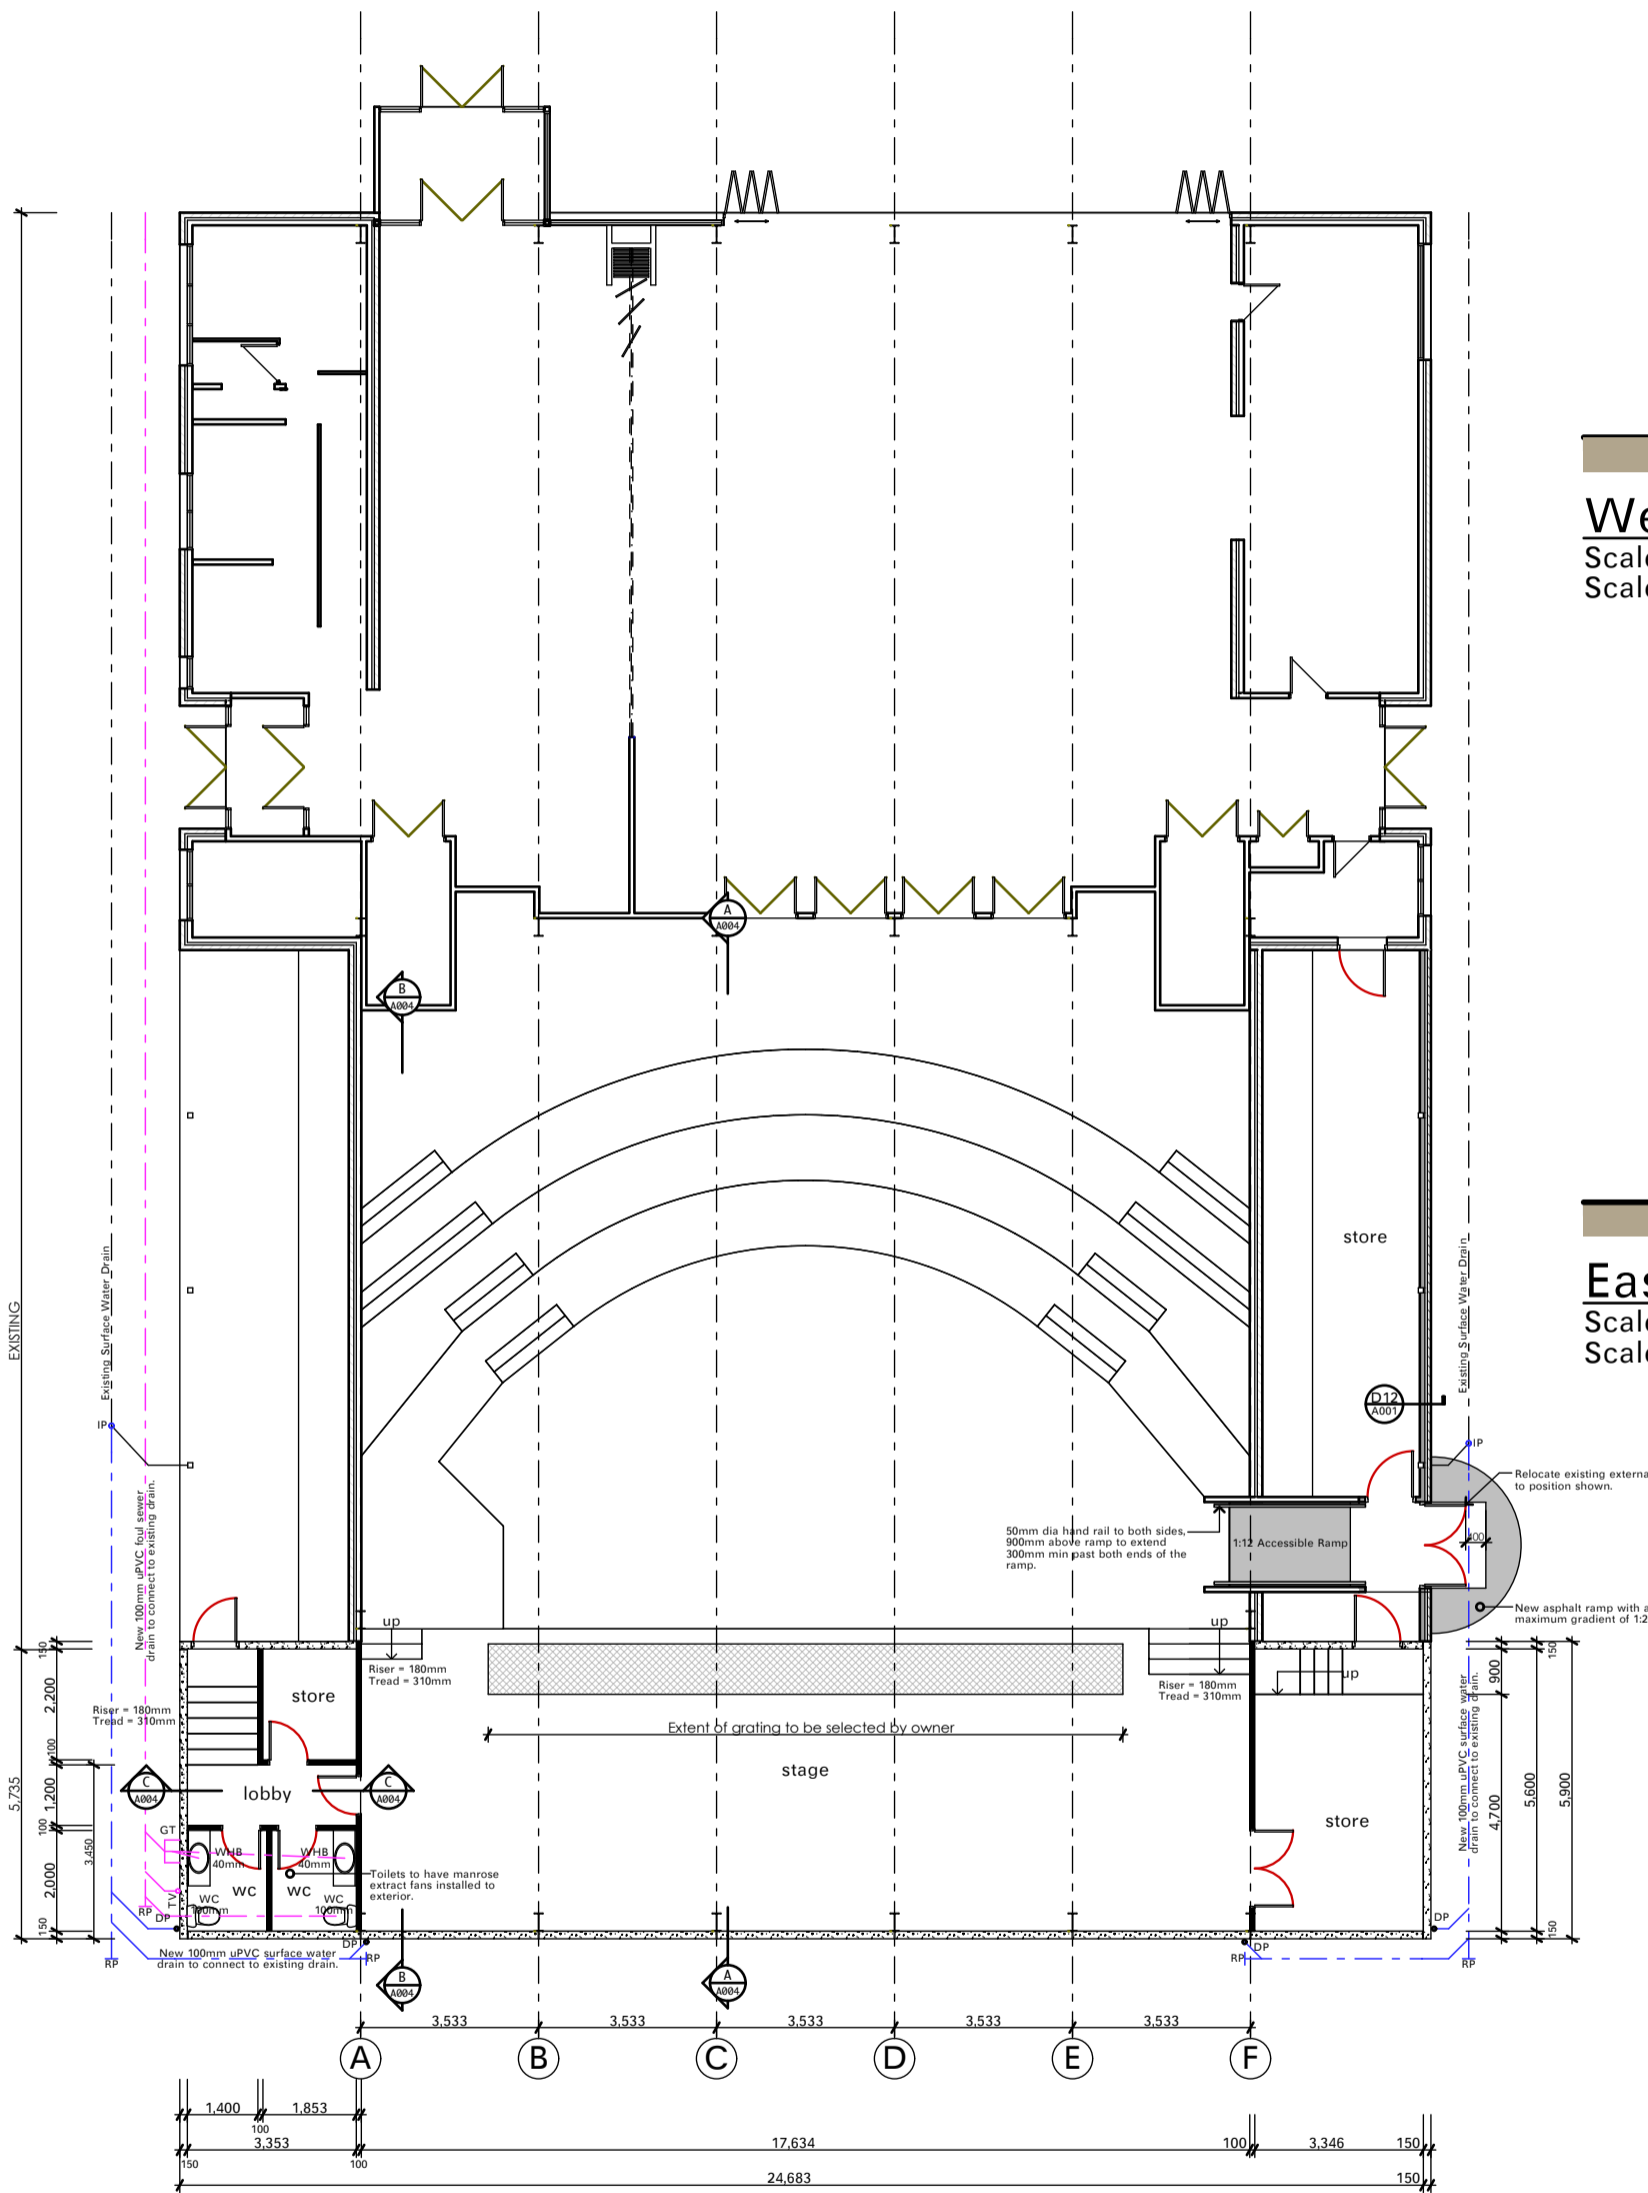 We
Scale
Scale
A
A004
B
A004
store
Existing Surface Water Drain
Existing Surface Water Drain
EXISTING
Eas
Scale
Scale
D12
A001
IP
IP
New 100mm uPVC foul sewer
drain to connect to existing drain.
Relocate existing externa
to position shown.
50mm dia hand rail to both sides,
900mm above ramp to extend
300mm min past both ends of the
ramp.
1:12 Accessible Ramp
New asphalt ramp with a
maximum gradient of 1:2
up
up
Riser = 180mm
Tread = 310mm
Riser = 180mm
Tread = 310mm
up
store
Riser = 180mm
Tread = 310mm
Extent of grating to be selected by owner
stage
store
lobby
C
A004
C
A004
150
2,200
100
1,200
100
2,000
150
3,450
5,735
GT
TV
RP
DP
WHB
40mm
WHB
40mm
wc
wc
WC
100mm
WC
100mm
Toilets to have manrose
extract fans installed to
exterior.
New 100mm uPVC surface water
drain to connect to existing drain.
RP
DP
RP
New 100mm uPVC surface water
drain to connect to existing drain.
150
900
4,700
5,600
5,900
150
150
DP
DP
RP
RP
B
A004
A
A004
3,533
3,533
3,533
3,533
3,533
A
B
C
D
E
F
1,400
1,853
100
3,353
17,634
100
3,346
150
150
100
24,683
150